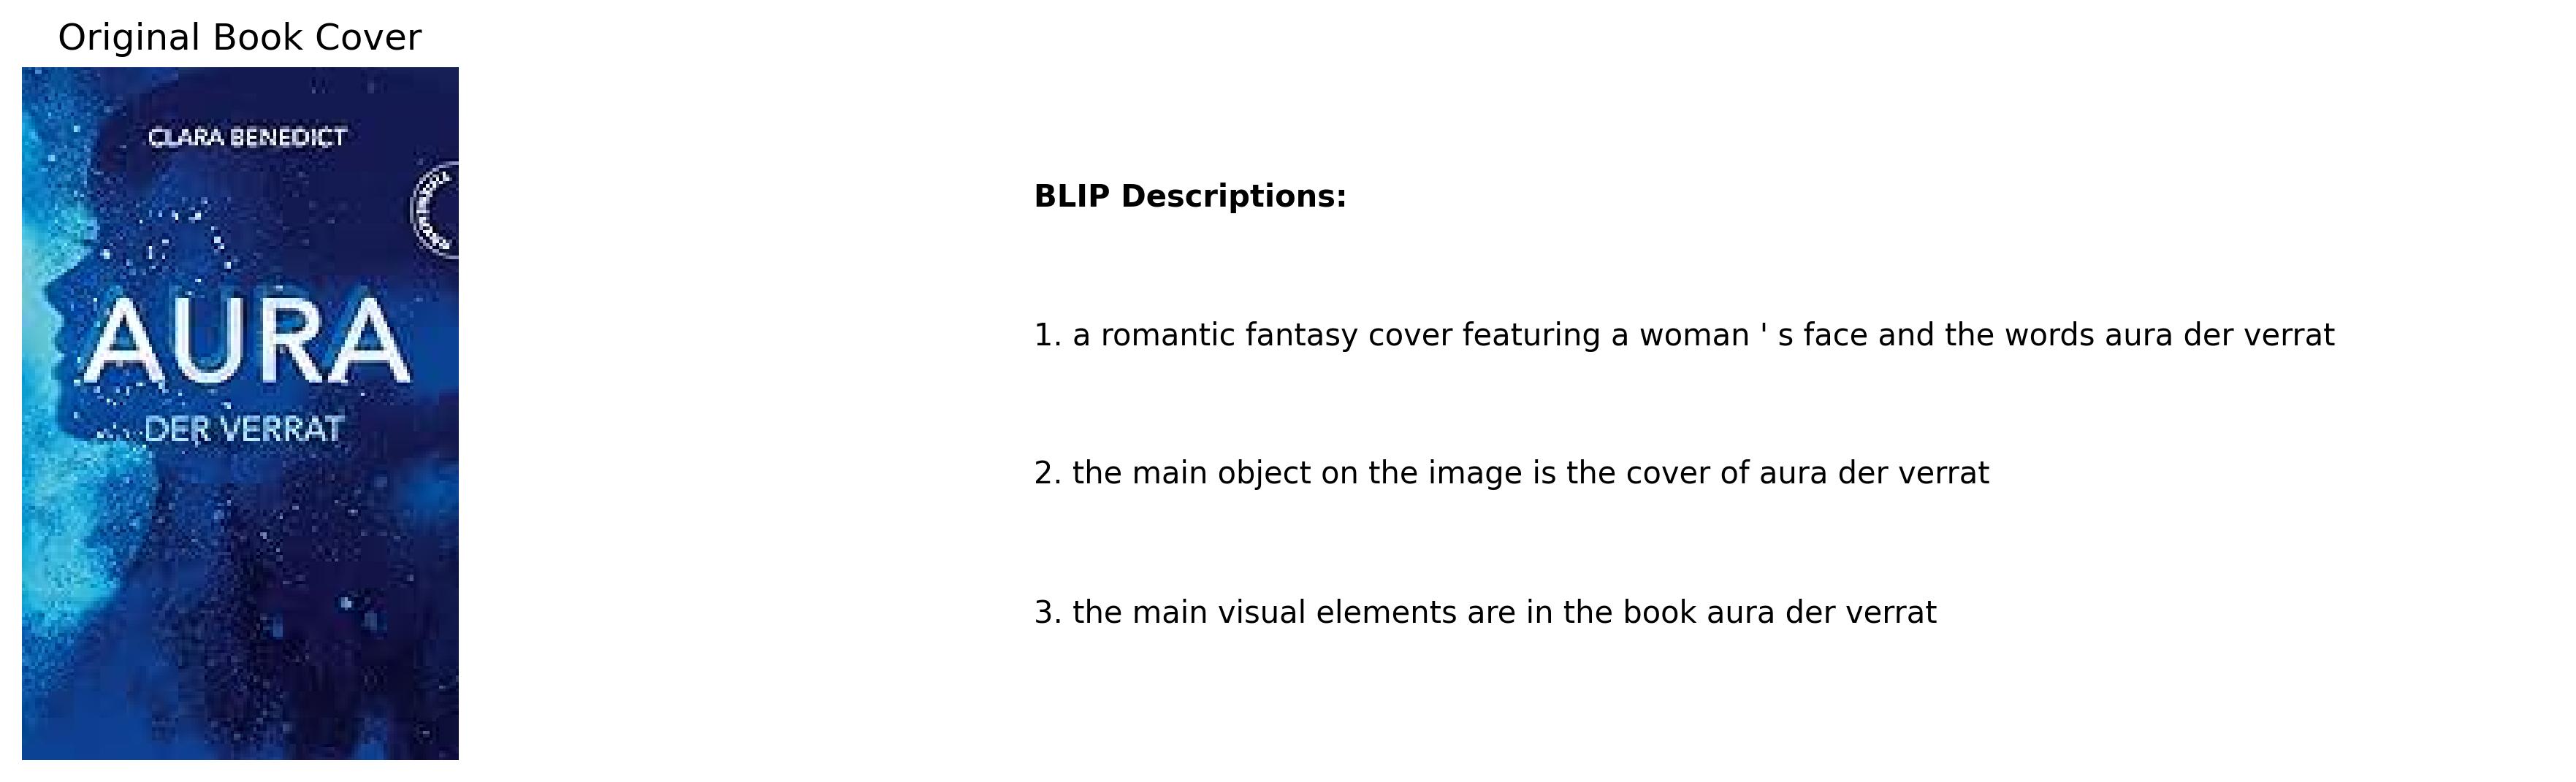 Original Book Cover
CLARA BENEDICT
AURA
DER VERRAT
BLIP Descriptions:
1. a romantic fantasy cover featuring a woman ' s face and the words aura der verrat
2. the main object on the image is the cover of aura der verrat
3. the main visual elements are in the book aura der verrat